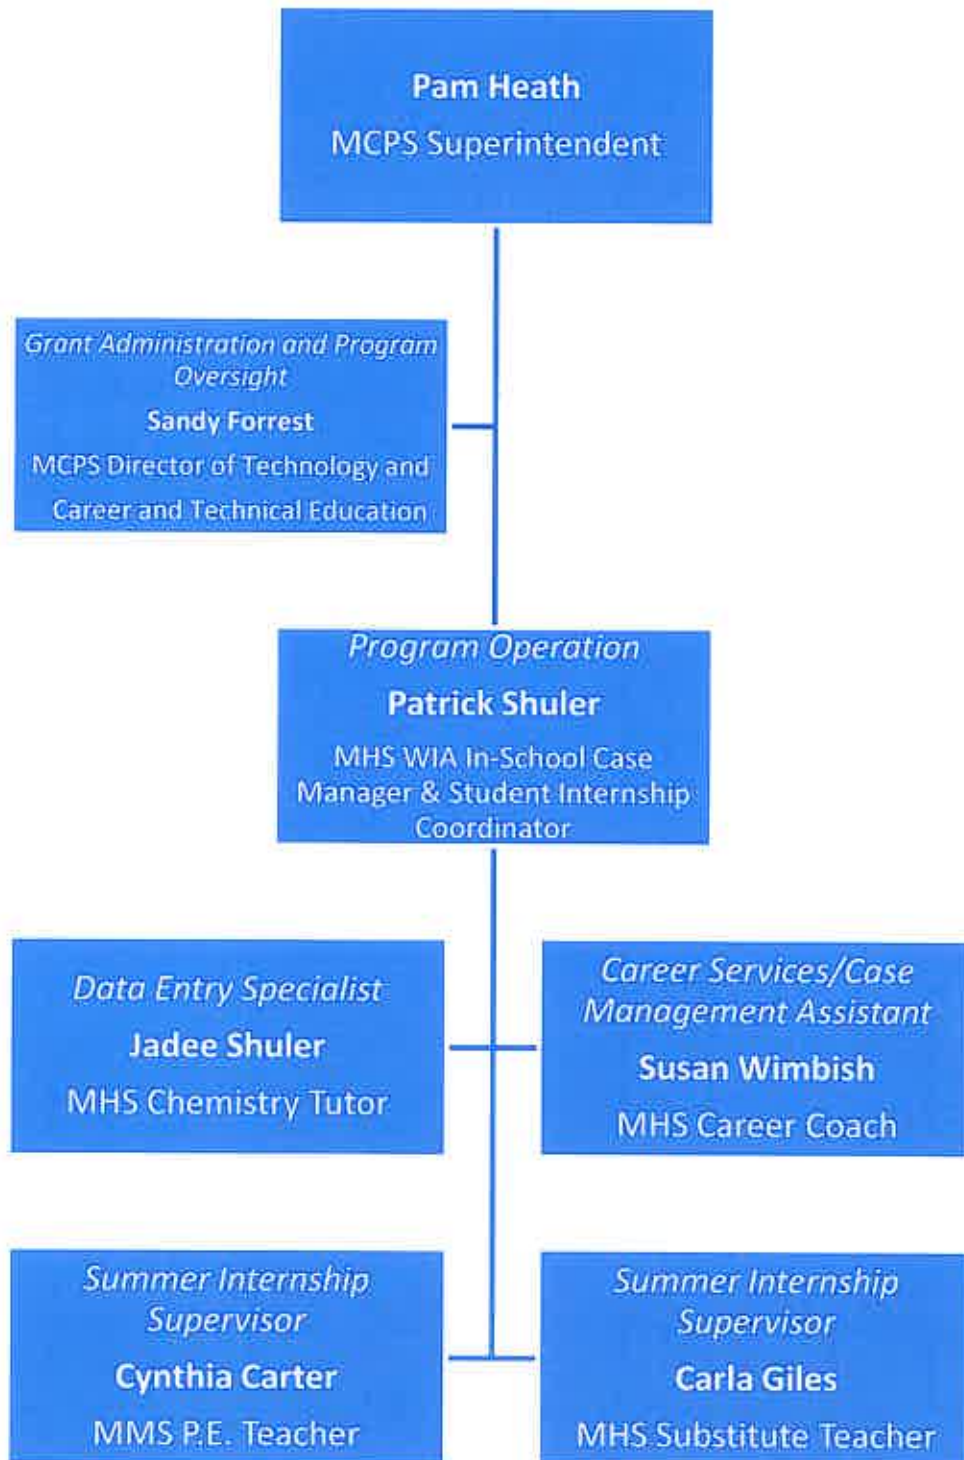 Pam Heath
MCPS Superintendent
Grant Administration and Program
Oversight
Sandy Forrest
MCPS Director of Technology and
Career and Technical Education
Program Operation
Patrick Shuler
MHS WIA In-School Case
Manager & Student Internship
Coordinator
Data Entry Specialist
Jadee Shuler
MHS Chemistry Tutor
Career Services/Case
Management Assistant
Susan Wimbish
MHS Career Coach
Summer Internship
Supervisor
Cynthia Carter
MMS P.E. Teacher
Summer Internship
Supervisor
Carla Giles
MHS Substitute Teacher